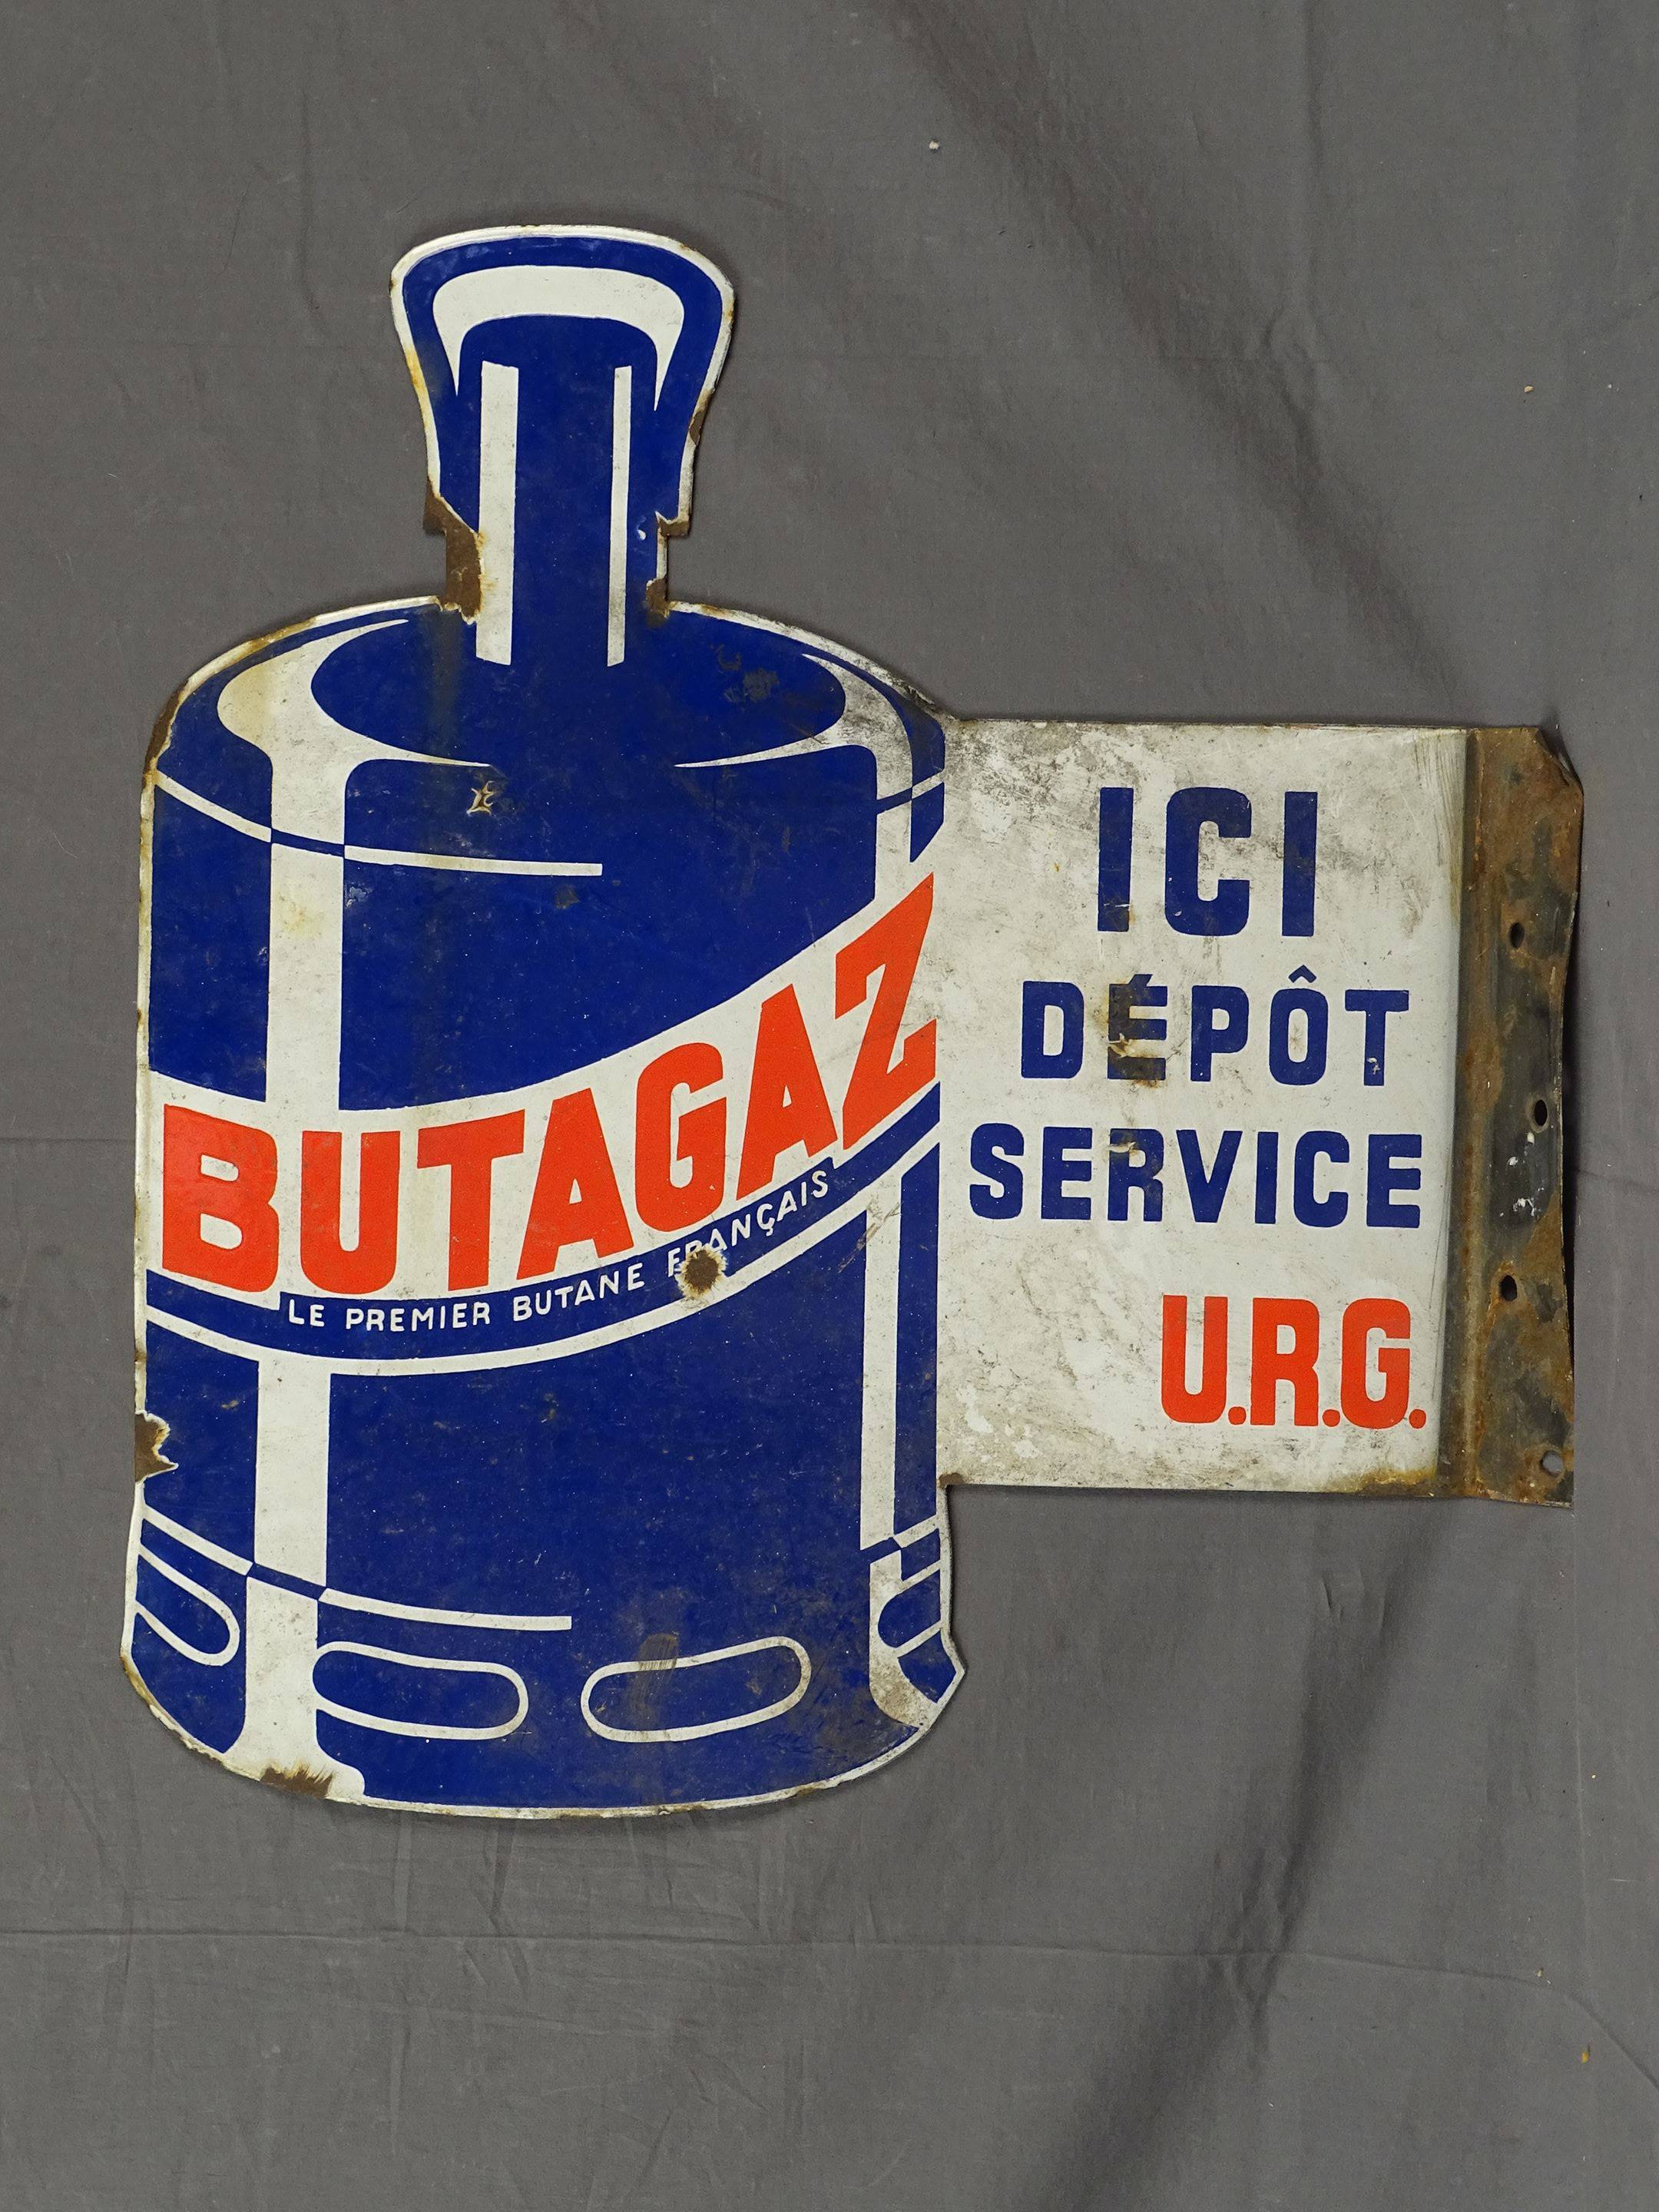 BUTAGAZ
LE PREMIER BUTANE FRANÇAIS
ICI
DÉPÔT
SERVICE
U.R.G.